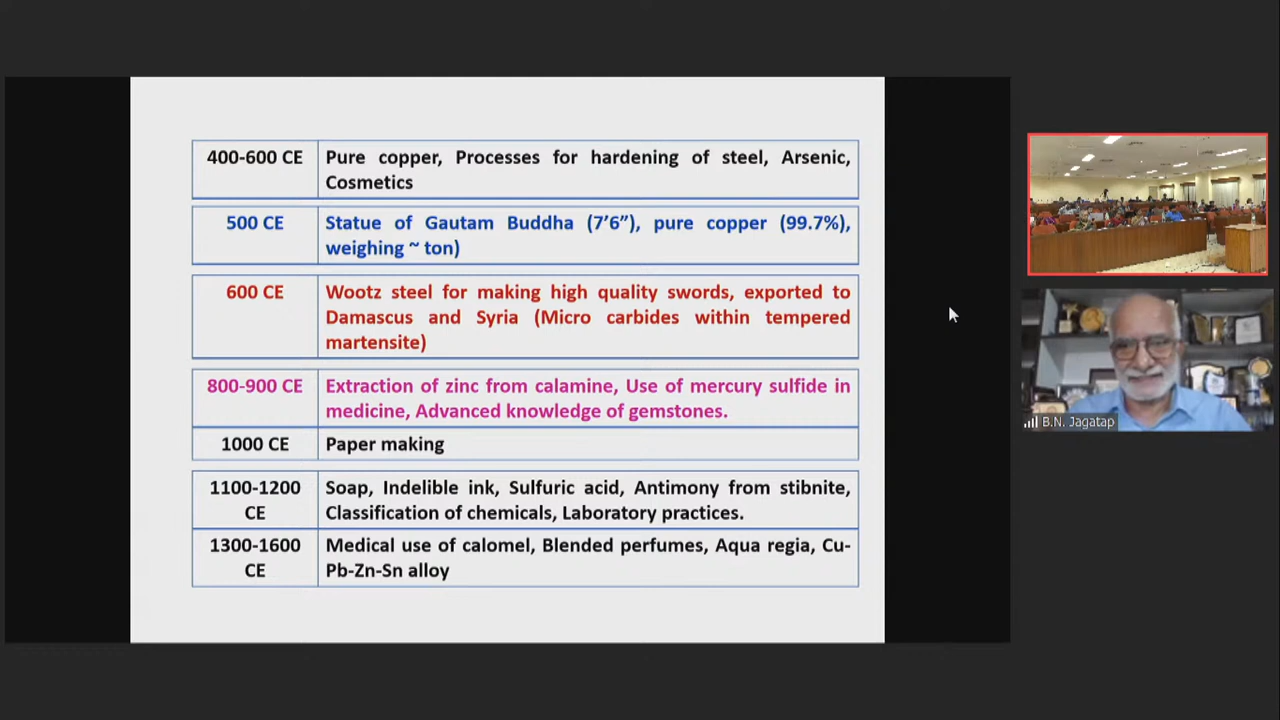 400-600 CE
Pure copper, Processes for hardening of steel, Arsenic,
Cosmetics
500 CE
Statue of Gautam Buddha (7’6”), pure copper (99.7%),
weighing ~ ton)
600 CE
Wootz steel for making high quality swords, exported to
Damascus and Syria (Micro carbides within tempered
martensite)
800-900 CE
Extraction of zinc from calamine, Use of mercury sulfide in
medicine, Advanced knowledge of gemstones.
1000 CE
Paper making
1100-1200
CE
Soap, Indelible ink, Sulfuric acid, Antimony from stibnite,
Classification of chemicals, Laboratory practices.
1300-1600
CE
Medical use of calomel, Blended perfumes, Aqua regia, Cu-
Pb-Zn-Sn alloy
B.N. Jagatap